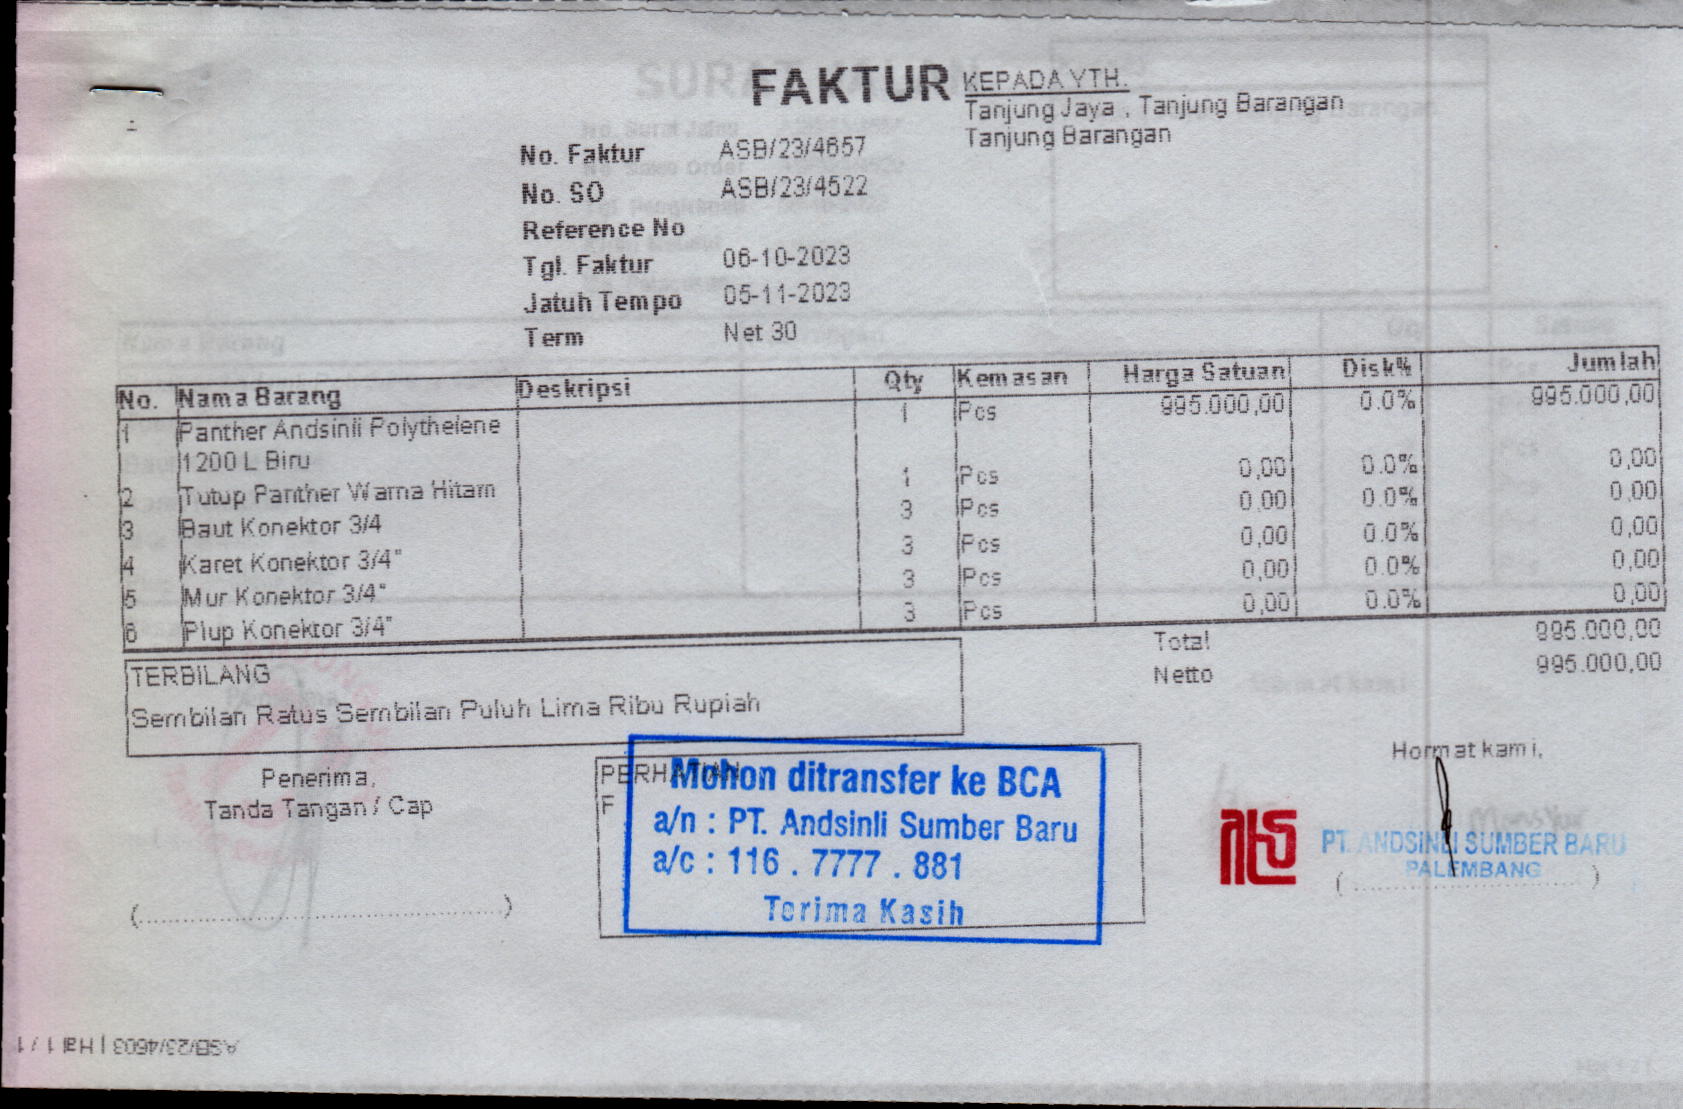 FAKTUR
KEPADA YTH.
Tanjung Jaya , Tanjung Barangan
Tanjung Barangan
No. Faktur ASB/23/4657
No. SO ASB/23/4522
Reference No
Tgl. Faktur 06-10-2023
Jatuh Tempo 05-11-2023
Term Net 30
No. Nama Barang Deskripsi Qty Kemasan Harga Satuan Disk% Jumlah
1 Panther Andsinli Polythelene 1 Pcs 995.000,00 0.0% 995.000,00
1200 L Biru
2 Tutup Panther Warna Hitam 1 Pcs 0,00 0.0% 0,00
3 Baut Konektor 3/4 3 Pcs 0,00 0.0% 0,00
4 Karet Konektor 3/4" 3 Pcs 0,00 0.0% 0,00
5 Mur Konektor 3/4" 3 Pcs 0,00 0.0% 0,00
6 Plup Konektor 3/4" 3 Pcs 0,00 0.0% 0,00
Total 995.000,00
Netto 995.000,00
TERBILANG
Sembilan Ratus Sembilan Puluh Lima Ribu Rupiah
Penerima,
Tanda Tangan / Cap
(........................................)
PERHATIAN
F
Mohon ditransfer ke BCA
a/n : PT. Andsinli Sumber Baru
a/c : 116 . 7777 . 881
Terima Kasih
Hormat kami,
PT. ANDSINLI SUMBER BARU
PALEMBANG
(........................................)
ASB/23/4603 | Hal 1 / 1